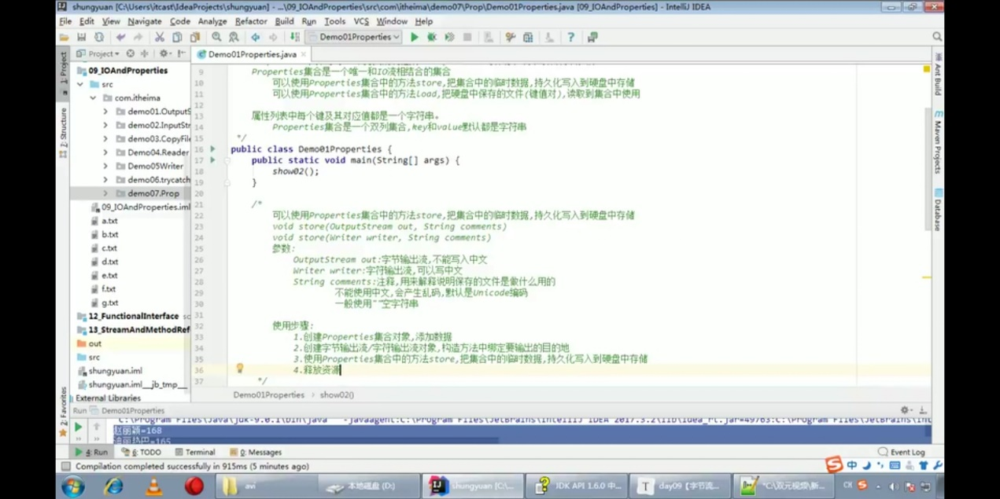 shungyuan [C:\Users\itcast\IdeaProjects\shungyuan] - ...\09_IOAndProperties\src\com\itheima\demo07\Prop\Demo01Properties.java [09_IOAndProperties] - IntelliJ IDEA
File Edit View Navigate Code Analyze Refactor Build Run Tools VCS Window Help
Demo01Properties
Project
Demo01Properties.java
1: Project
Z: Structure
2: Favorites
Ant Build
Maven Projects
Database
09_IOAndProperties
src
com.itheima
demo01.OutputS
demo02.InputStr
demo03.CopyFile
Demo04.Reader
Demo05Writer
demo06.trycatch
demo07.Prop
09_IOAndProperties.iml
a.txt
b.txt
c.txt
d.txt
e.txt
f.txt
g.txt
12_FunctionalInterface
13_StreamAndMethodRef
out
src
shungyuan.iml
shungyuan.iml__jb_tmp__
External Libraries
9 Properties集合是一个唯一和IO流相结合的集合
10 可以使用Properties集合中的方法store,把集合中的临时数据,持久化写入到硬盘中存储
11 可以使用Properties集合中的方法load,把硬盘中保存的文件(键值对),读取到集合中使用
12
13 属性列表中每个键及其对应值都是一个字符串。
14 Properties集合是一个双列集合,key和value默认都是字符串
15 */
16 public class Demo01Properties {
17 public static void main(String[] args) {
18 show02();
19 }
20
21 /*
22 可以使用Properties集合中的方法store,把集合中的临时数据,持久化写入到硬盘中存储
23 void store(OutputStream out, String comments)
24 void store(Writer writer, String comments)
25 参数:
26 OutputStream out:字节输出流,不能写入中文
27 Writer writer:字符输出流,可以写中文
28 String comments:注释,用来解释说明保存的文件是做什么用的
29 不能使用中文,会产生乱码,默认是Unicode编码
30 一般使用""空字符串
31
32 使用步骤:
33 1.创建Properties集合对象,添加数据
34 2.创建字节输出流/字符输出流对象,构造方法中绑定要输出的目的地
35 3.使用Properties集合中的方法store,把集合中的临时数据,持久化写入到硬盘中存储
36 4.释放资源
37 */
Demo01Properties › show02()
Run Demo01Properties
赵丽颖=168
迪丽热巴=165
4: Run 6: TODO Terminal 0: Messages Event Log
Compilation completed successfully in 915ms (5 minutes ago)
中
avi
本地磁盘 (D:)
shungyuan [C:\...
JDK API 1.6.0 中...
day09【字节流...
*C:\双元视频\新...
CH